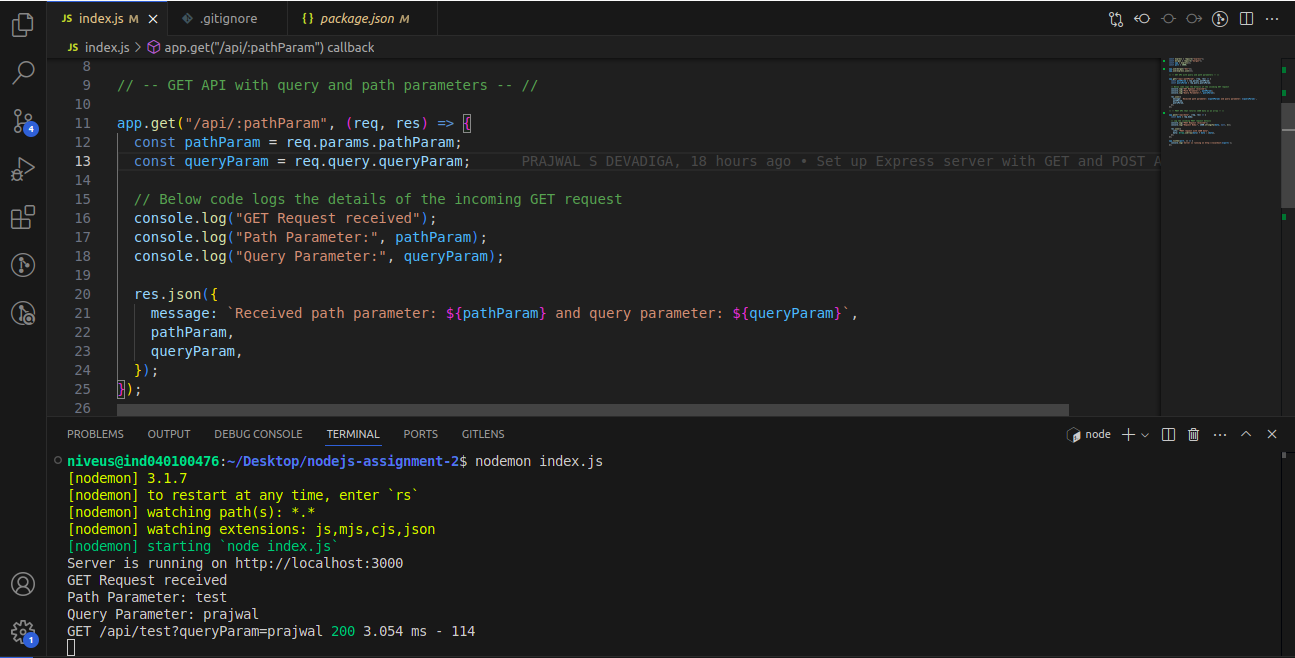 JS index.js M ×
.gitignore
{ } package.json M
JS index.js > app.get("/api/:pathParam") callback
8
9 // -- GET API with query and path parameters -- //
10
11 app.get("/api/:pathParam", (req, res) => {
12 const pathParam = req.params.pathParam;
13 const queryParam = req.query.queryParam; PRAJWAL S DEVADIGA, 18 hours ago • Set up Express server with GET and POST A
14
15 // Below code logs the details of the incoming GET request
16 console.log("GET Request received");
17 console.log("Path Parameter:", pathParam);
18 console.log("Query Parameter:", queryParam);
19
20 res.json({
21 message: `Received path parameter: ${pathParam} and query parameter: ${queryParam}`,
22 pathParam,
23 queryParam,
24 });
25 });
26
4
1
PROBLEMS OUTPUT DEBUG CONSOLE TERMINAL PORTS GITLENS
node
niveus@ind040100476:~/Desktop/nodejs-assignment-2$ nodemon index.js
[nodemon] 3.1.7
[nodemon] to restart at any time, enter `rs`
[nodemon] watching path(s): *.*
[nodemon] watching extensions: js,mjs,cjs,json
[nodemon] starting `node index.js`
Server is running on http://localhost:3000
GET Request received
Path Parameter: test
Query Parameter: prajwal
GET /api/test?queryParam=prajwal 200 3.054 ms - 114